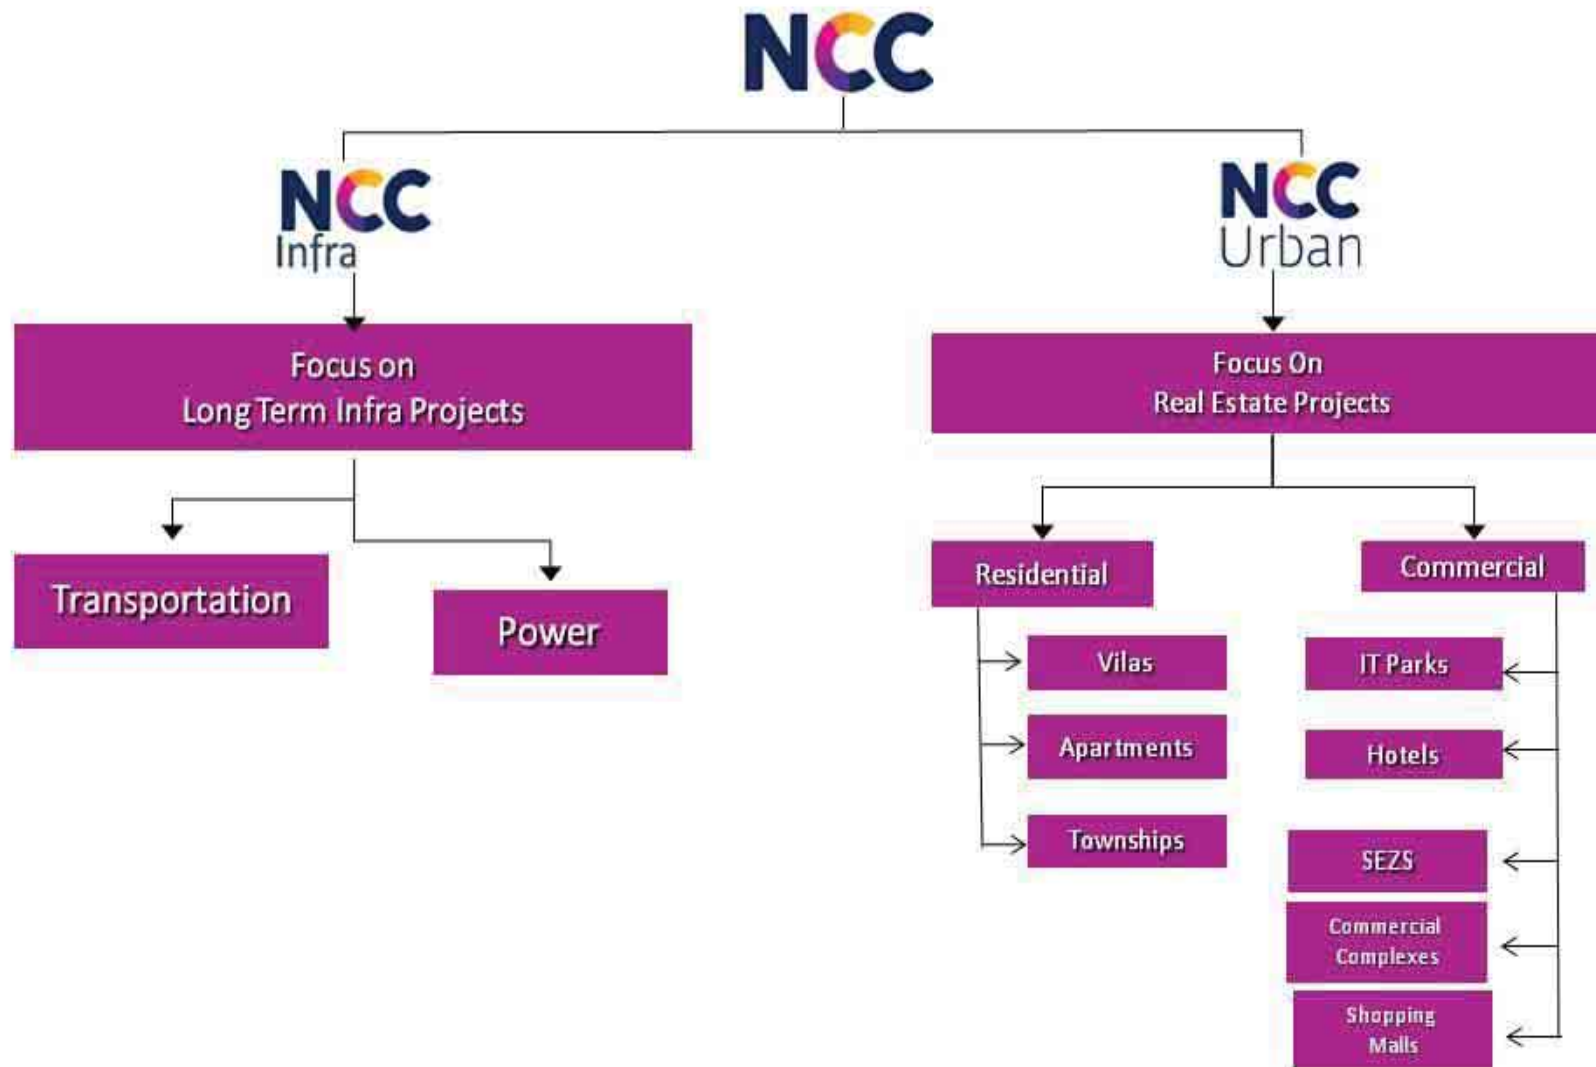 NCC
NCC
Infra
NCC
Urban
Focus on
Long Term Infra Projects
Focus On
Real Estate Projects
Transportation
Power
Residential
Commercial
Vilas
Apartments
Townships
IT Parks
Hotels
SEZS
Commercial
Complexes
Shopping
Malls